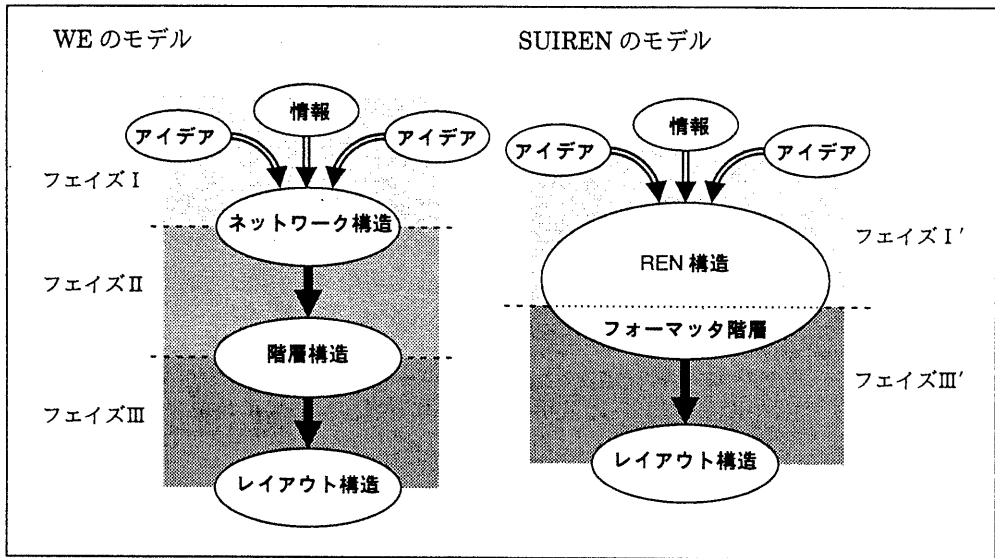 WE のモデル
情報
アイデア
アイデア
フェイズ I
ネットワーク構造
フェイズ II
階層構造
フェイズ III
レイアウト構造
SUIREN のモデル
情報
アイデア
アイデア
フェイズ I′
REN 構造
フォーマッタ階層
フェイズ III′
レイアウト構造